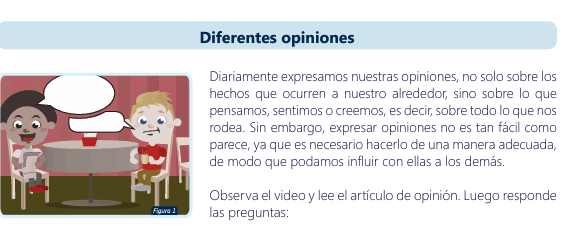 Diferentes opiniones
Diariamente expresamos nuestras opiniones, no solo sobre los
hechos que ocurren a nuestro alrededor, sino sobre lo que
pensamos, sentimos o creemos, es decir, sobre todo lo que nos
rodea. Sin embargo, expresar opiniones no es tan fácil como
parece, ya que es necesario hacerlo de una manera adecuada,
de modo que podamos influir con ellas a los demás.
Figura 1
Observa el video y lee el artículo de opinión. Luego responde
las preguntas: